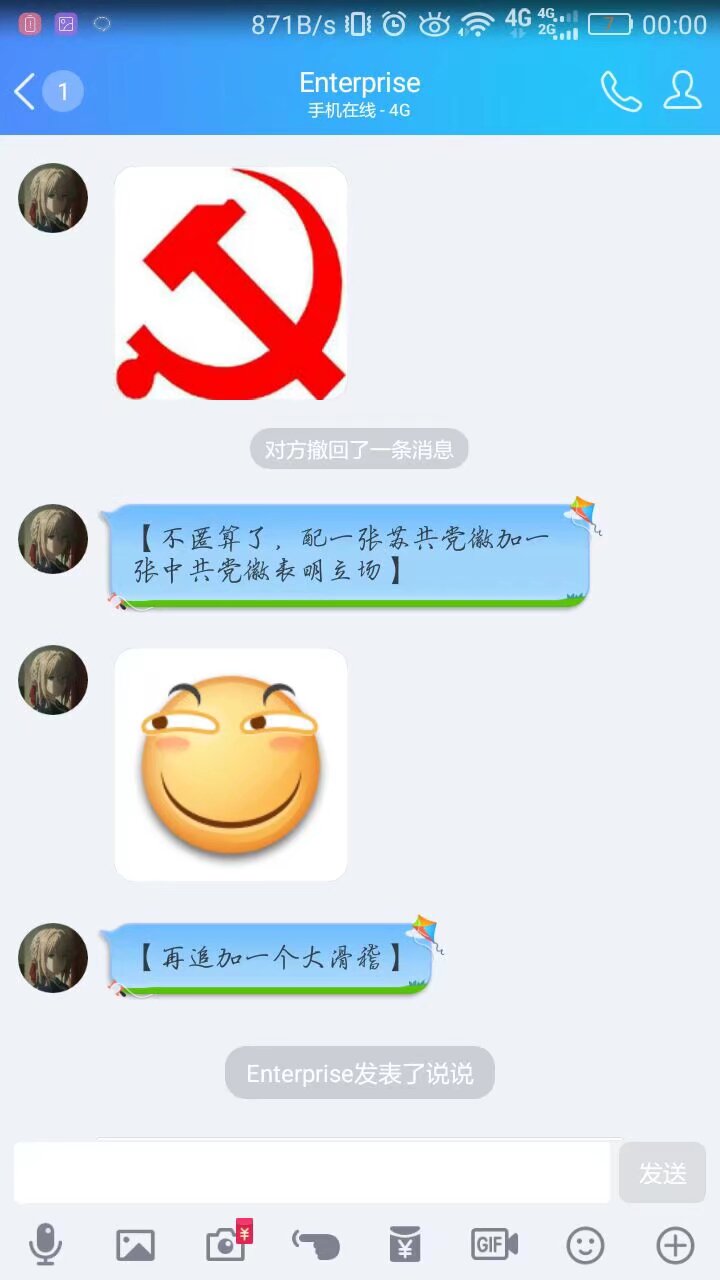 871B/s 4G 4G 2G 7 00:00
1
Enterprise
手机在线 - 4G
对方撤回了一条消息
【不匿算了，配一张苏共党徽加一
张中共党徽表明立场】
【再追加一个大滑稽】
Enterprise发表了说说
发送
¥
¥
GIF